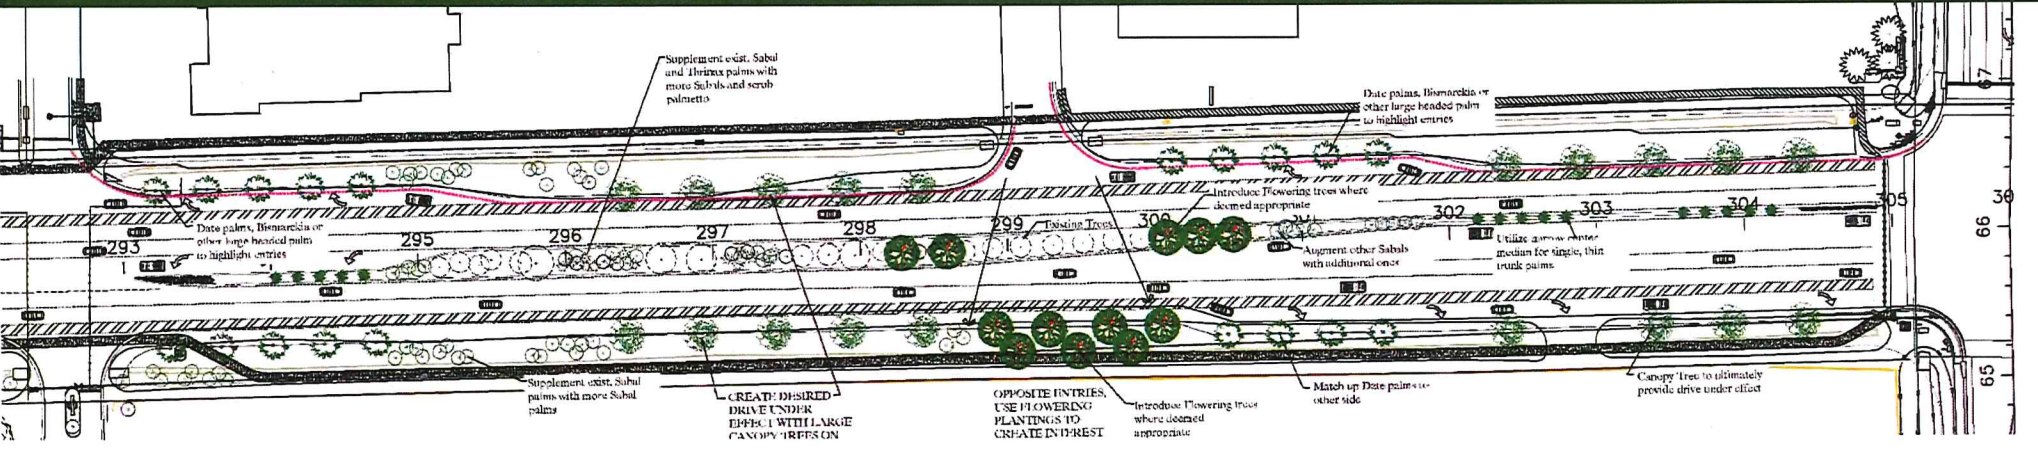 Supplement exist. Sabal
and Thrinax palms with
more Sabals and scrub
palmetto
Date palms, Bismarckia or
other large headed palm
to highlight entries
Introduce Flowering trees where
deemed appropriate
Date palms, Bismarckia or
other large headed palm
to highlight entries
Existing Trees
Augment other Sabals
with additional ones
Utilize narrow center
median for single, thin
trunk palms
293
295
296
297
298
299
300
302
303
304
305
67
66
65
30
Supplement exist. Sabal
palms with more Sabal
palms
CREATE DESIRED
DRIVE UNDER
EFFECT WITH LARGE
CANOPY TREES ON
OPPOSITE ENTRIES,
USE FLOWERING
PLANTINGS TO
CREATE INTEREST
Introduce Flowering trees
where deemed
appropriate
Match up Date palms to
other side
Canopy Tree to ultimately
provide drive under effect